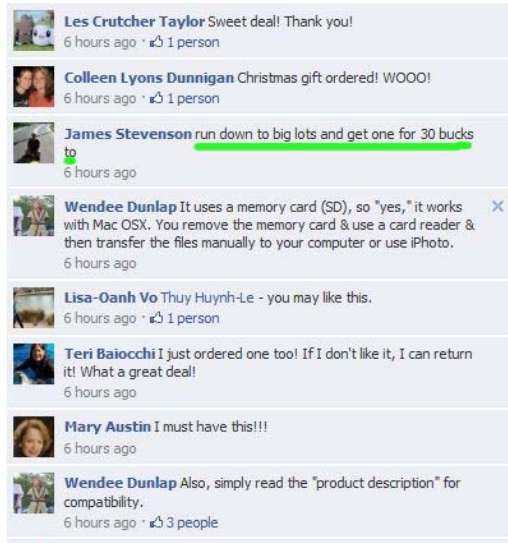 Les Crutcher Taylor Sweet deal! Thank you!
6 hours ago · 1 person
Colleen Lyons Dunnigan Christmas gift ordered! WOOO!
6 hours ago · 1 person
James Stevenson run down to big lots and get one for 30 bucks
to
6 hours ago
Wendee Dunlap It uses a memory card (SD), so "yes," it works
with Mac OSX. You remove the memory card & use a card reader &
then transfer the files manually to your computer or use iPhoto.
6 hours ago
Lisa-Oanh Vo Thuy Huynh-Le - you may like this.
6 hours ago · 1 person
Teri Baiocchi I just ordered one too! If I don't like it, I can return
it! What a great deal!
6 hours ago
Mary Austin I must have this!!!
6 hours ago
Wendee Dunlap Also, simply read the "product description" for
compatibility.
6 hours ago · 3 people